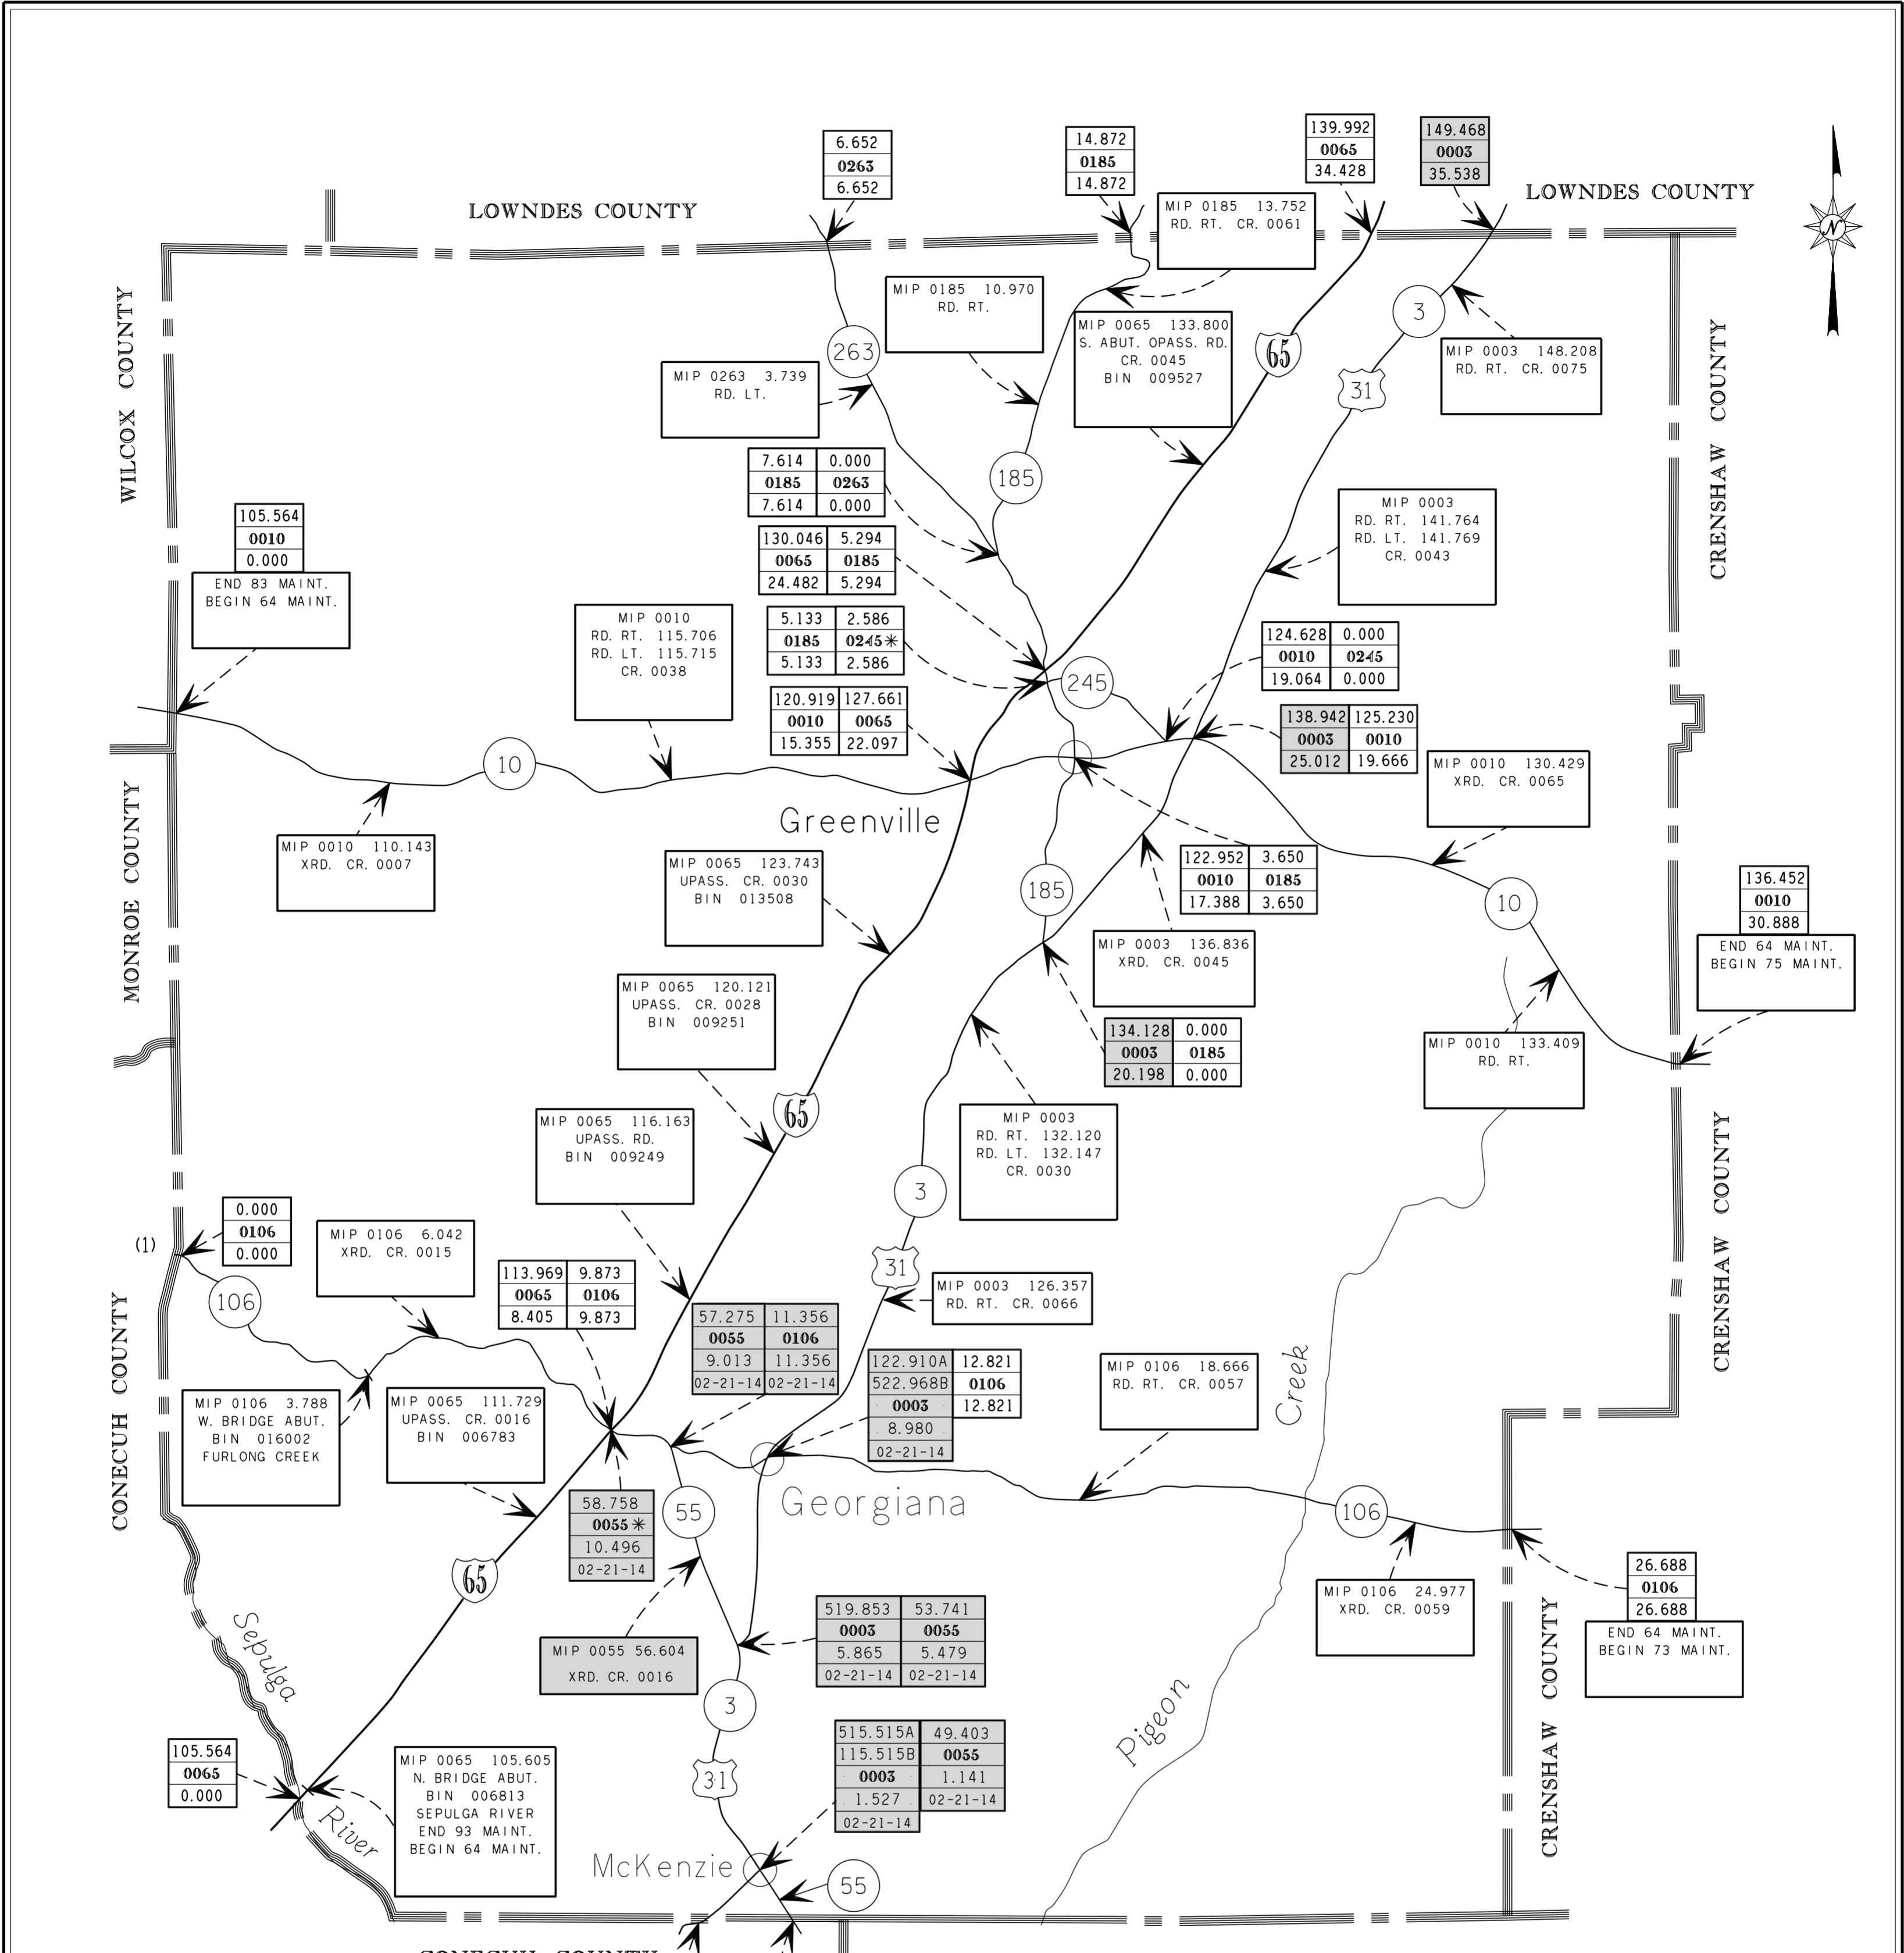 6.652
0263
6.652
14.872
0185
14.872
139.992
0065
34.428
149.468
0003
35.538
LOWNDES COUNTY
LOWNDES COUNTY
N
MIP 0185 13.752
RD. RT. CR. 0061
MIP 0185 10.970
RD. RT.
MIP 0065 133.800
S. ABUT. OPASS. RD.
CR. 0045
BIN 009527
3
263
65
MIP 0003 148.208
RD. RT. CR. 0075
31
MIP 0263 3.739
RD. LT.
WILCOX COUNTY
CRENSHAW COUNTY
7.614 0.000
0185 0263
7.614 0.000
185
MIP 0003
RD. RT. 141.764
RD. LT. 141.769
CR. 0043
105.564
0010
0.000
END 83 MAINT.
BEGIN 64 MAINT.
130.046 5.294
0065 0185
24.482 5.294
MIP 0010
RD. RT. 115.706
RD. LT. 115.715
CR. 0038
5.133 2.586
0185 0245*
5.133 2.586
124.628 0.000
0010 0245
19.064 0.000
245
120.919 127.661
0010 0065
15.355 22.097
138.942 125.230
0003 0010
25.012 19.666
10
MIP 0010 130.429
XRD. CR. 0065
Greenville
MONROE COUNTY
MIP 0010 110.143
XRD. CR. 0007
MIP 0065 123.743
UPASS. CR. 0030
BIN 013508
122.952 3.650
0010 0185
17.388 3.650
185
10
136.452
0010
30.888
END 64 MAINT.
BEGIN 75 MAINT.
MIP 0003 136.836
XRD. CR. 0045
MIP 0065 120.121
UPASS. CR. 0028
BIN 009251
134.128 0.000
0003 0185
20.198 0.000
MIP 0010 133.409
RD. RT.
65
MIP 0065 116.163
UPASS. RD.
BIN 009249
MIP 0003
RD. RT. 132.120
RD. LT. 132.147
CR. 0030
3
CRENSHAW COUNTY
0.000
0106
0.000
(1)
MIP 0106 6.042
XRD. CR. 0015
31
106
113.969 9.873
0065 0106
8.405 9.873
MIP 0003 126.357
RD. RT. CR. 0066
57.275 11.356
0055 0106
9.013 11.356
02-21-14 02-21-14
CONECUH COUNTY
122.910A 12.821
522.968B 0106
0003 12.821
8.980
02-21-14
MIP 0106 18.666
RD. RT. CR. 0057
Creek
MIP 0106 3.788
W. BRIDGE ABUT.
BIN 016002
FURLONG CREEK
MIP 0065 111.729
UPASS. CR. 0016
BIN 006783
58.758
0055*
10.496
02-21-14
55
Georgiana
106
65
26.688
0106
26.688
END 64 MAINT.
BEGIN 73 MAINT.
MIP 0106 24.977
XRD. CR. 0059
519.853 53.741
0003 0055
5.865 5.479
02-21-14 02-21-14
MIP 0055 56.604
XRD. CR. 0016
Sepulga
CRENSHAW COUNTY
3
Pigeon
515.515A 49.403
115.515B 0055
0003 1.141
1.527 02-21-14
02-21-14
105.564
0065
0.000
MIP 0065 105.605
N. BRIDGE ABUT.
BIN 006813
SEPULGA RIVER
END 93 MAINT.
BEGIN 64 MAINT.
31
River
McKenzie
55
CONECUH COUNTY